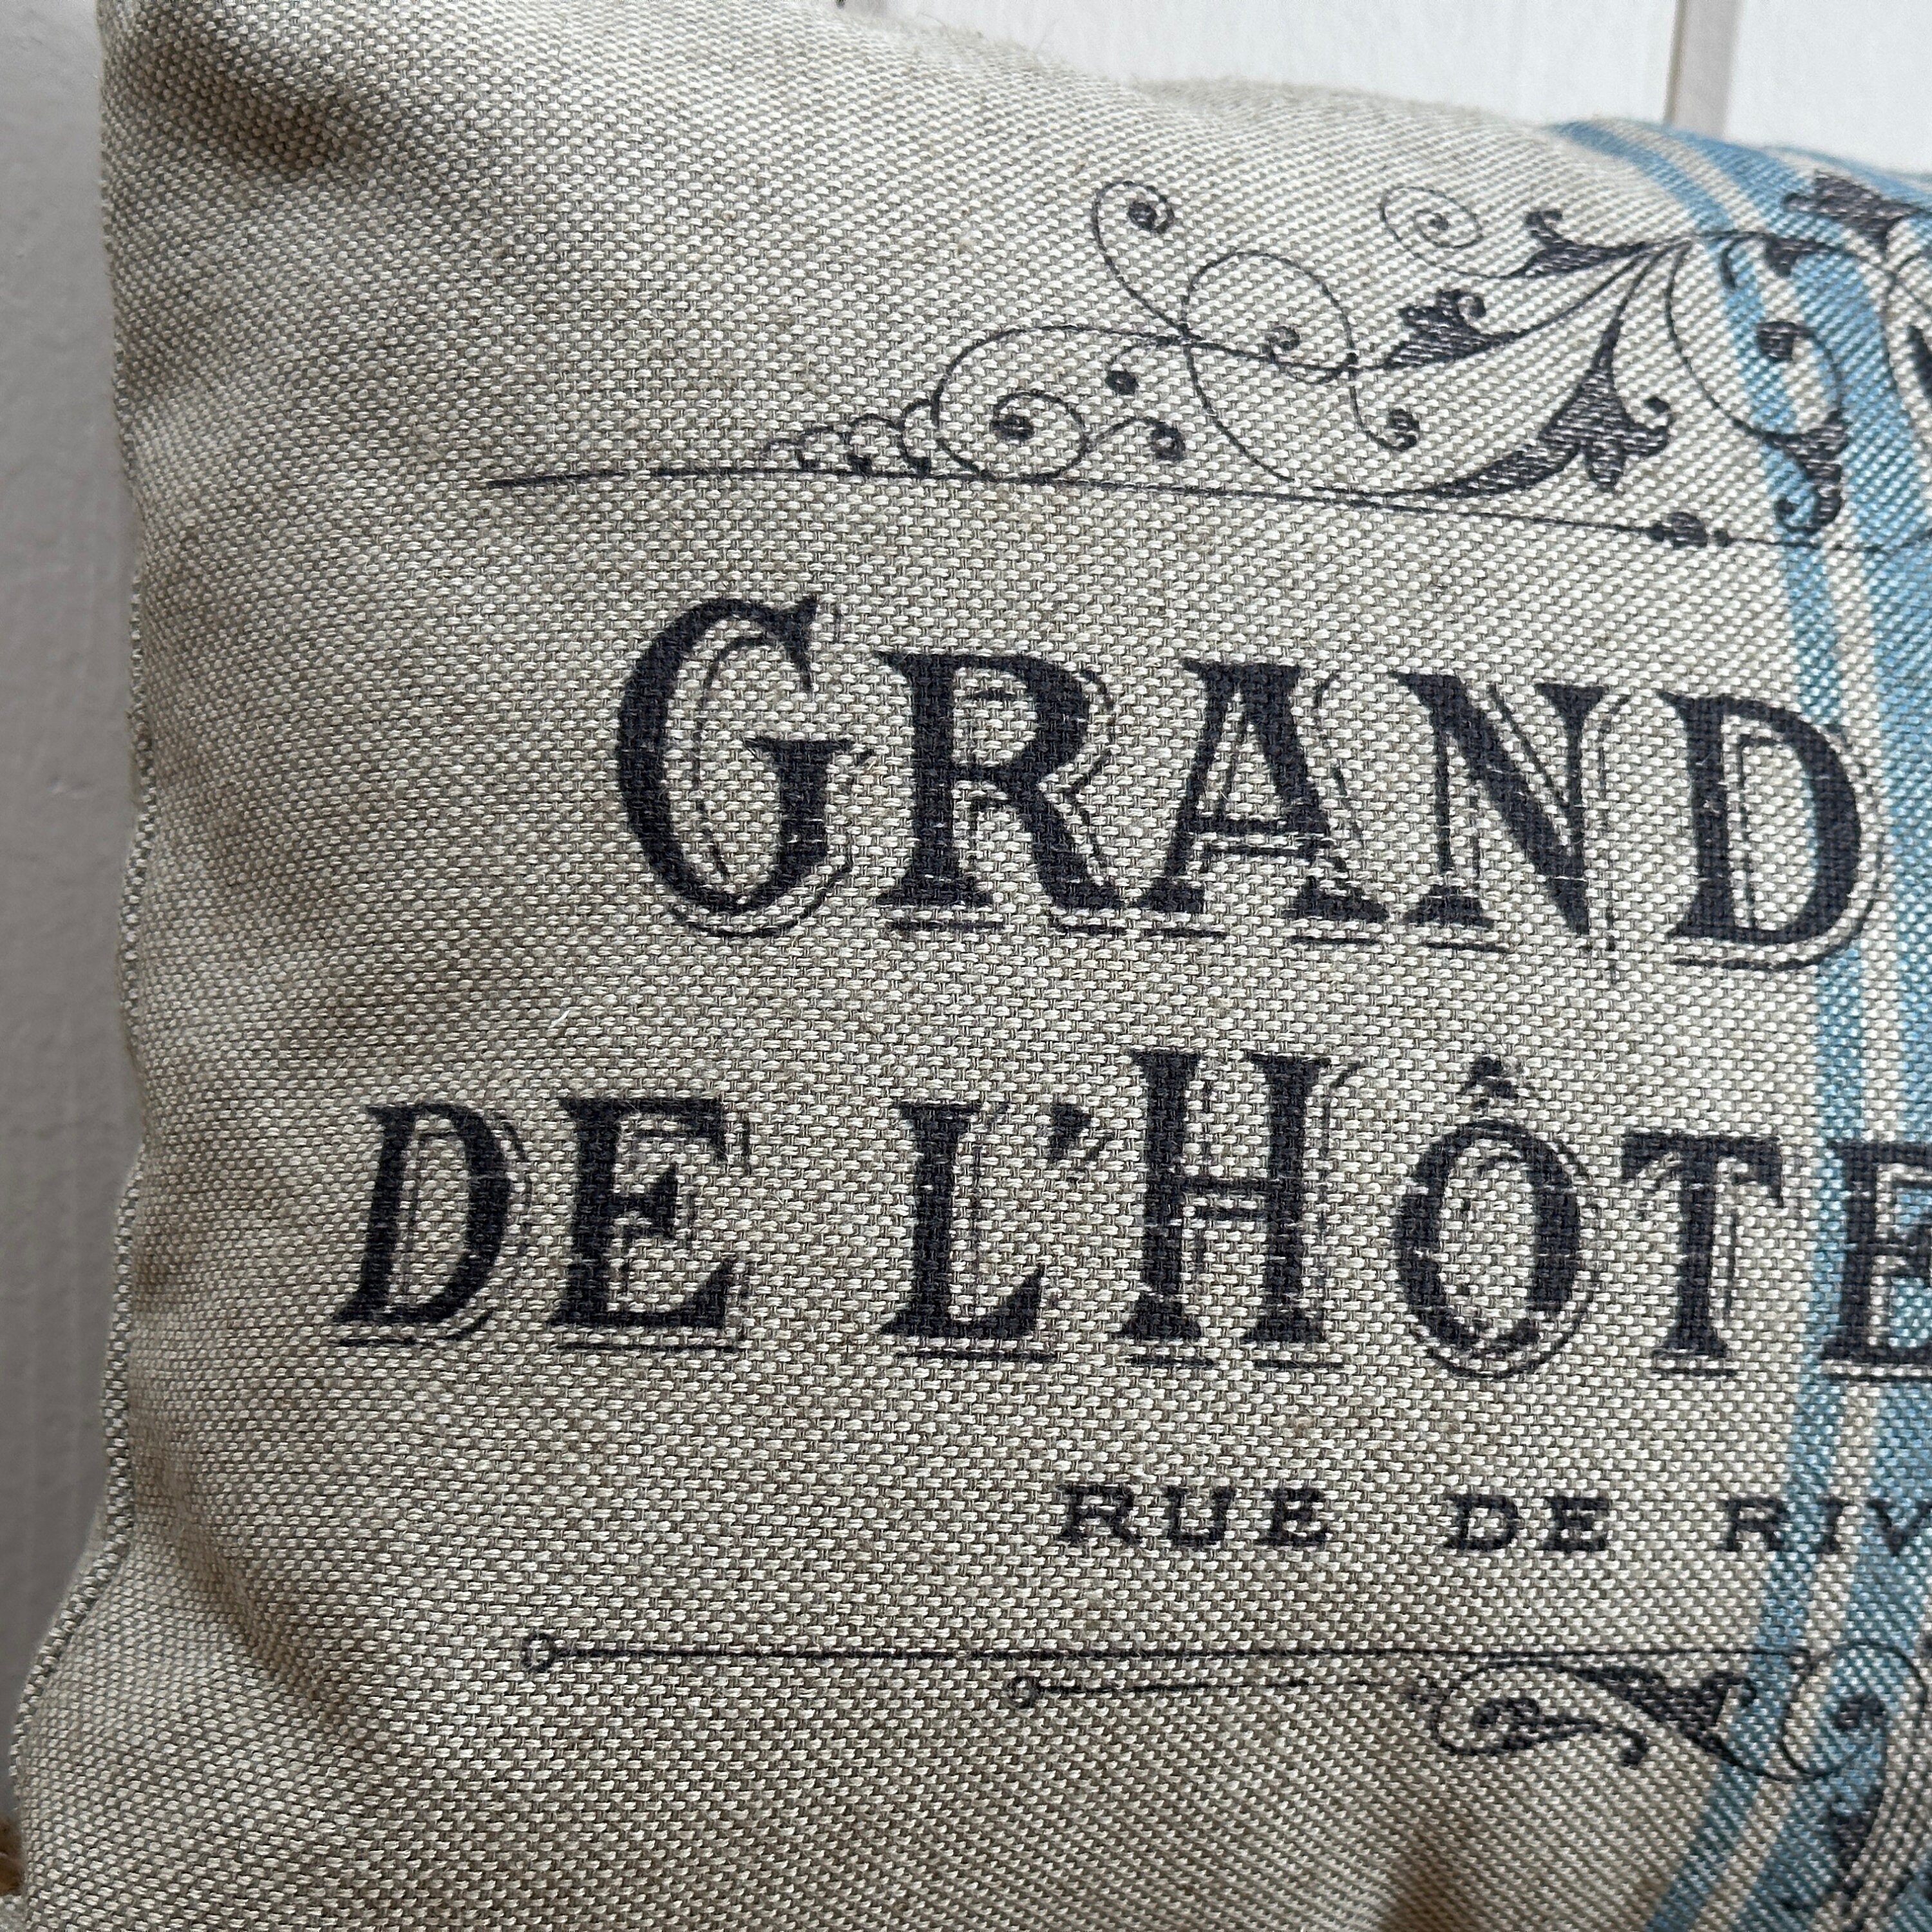 GRAND
DE L'HÔTE
RUE DE RIV